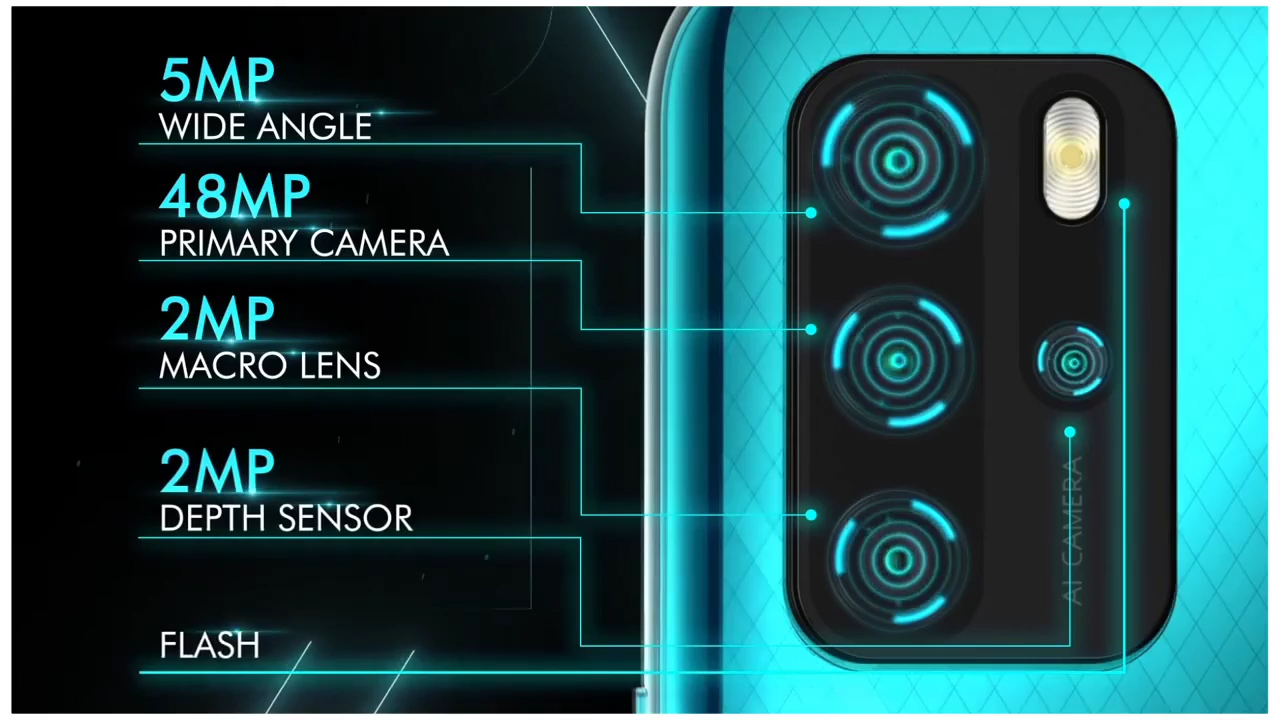 5MP
WIDE ANGLE
48MP
PRIMARY CAMERA
2MP
MACRO LENS
2MP
DEPTH SENSOR
FLASH
AI CAMERA